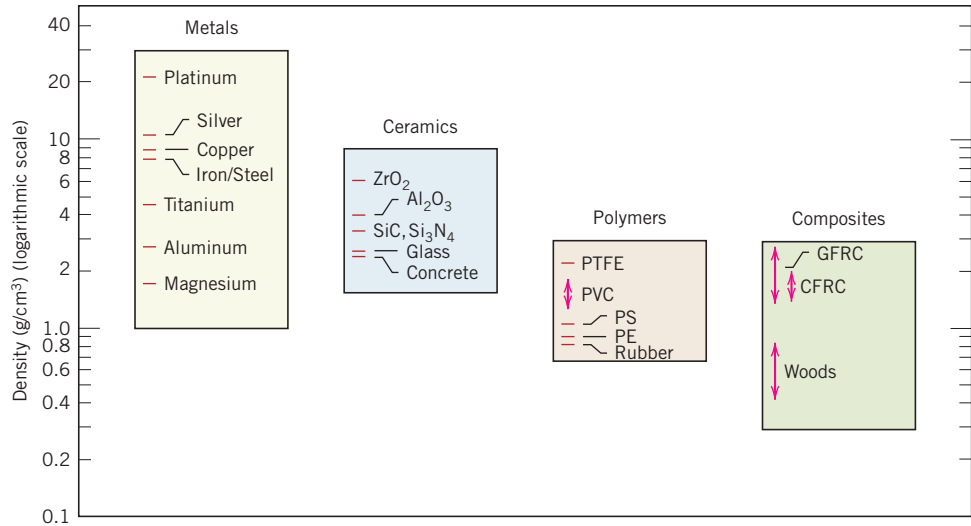 Density (g/cm³) (logarithmic scale)
40
20
10
8
6
4
2
1.0
0.8
0.6
0.4
0.2
0.1
Metals
Platinum
Silver
Copper
Iron/Steel
Titanium
Aluminum
Magnesium
Ceramics
ZrO₂
Al₂O₃
SiC, Si₃N₄
Glass
Concrete
Polymers
PTFE
PVC
PS
PE
Rubber
Composites
GFRC
CFRC
Woods